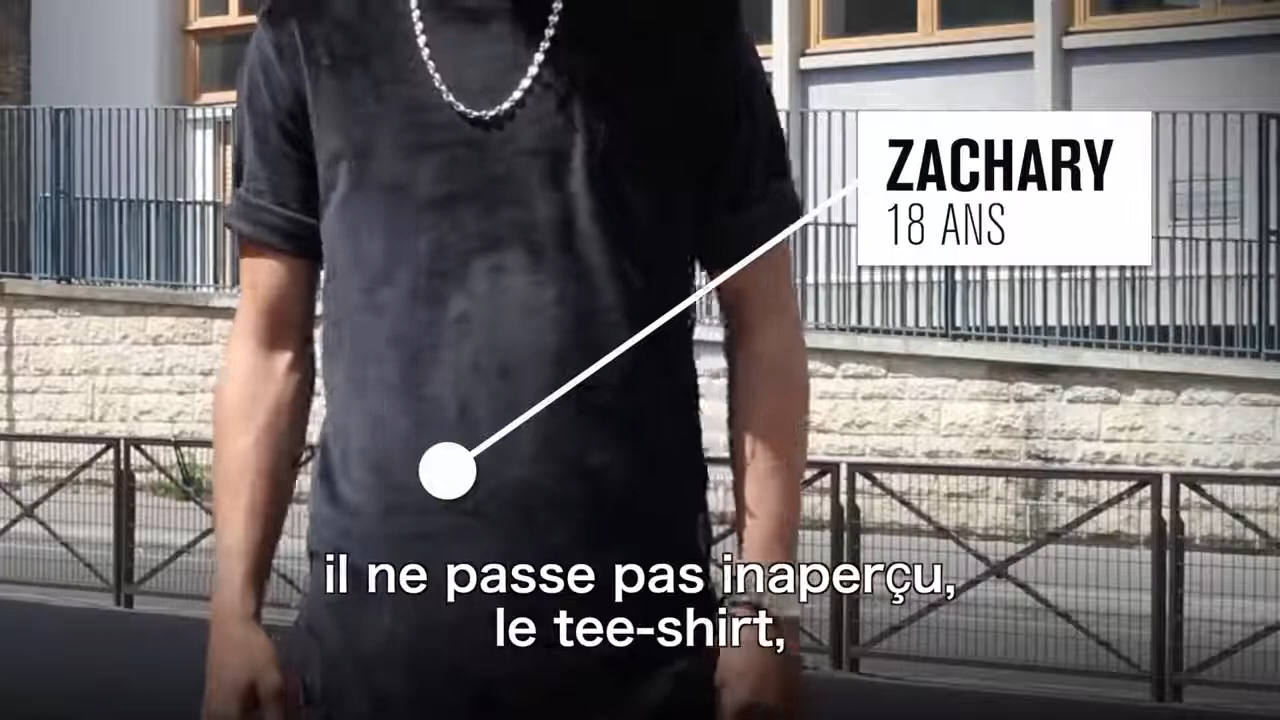 ZACHARY
18 ANS
il ne passe pas inaperçu,
le tee-shirt,